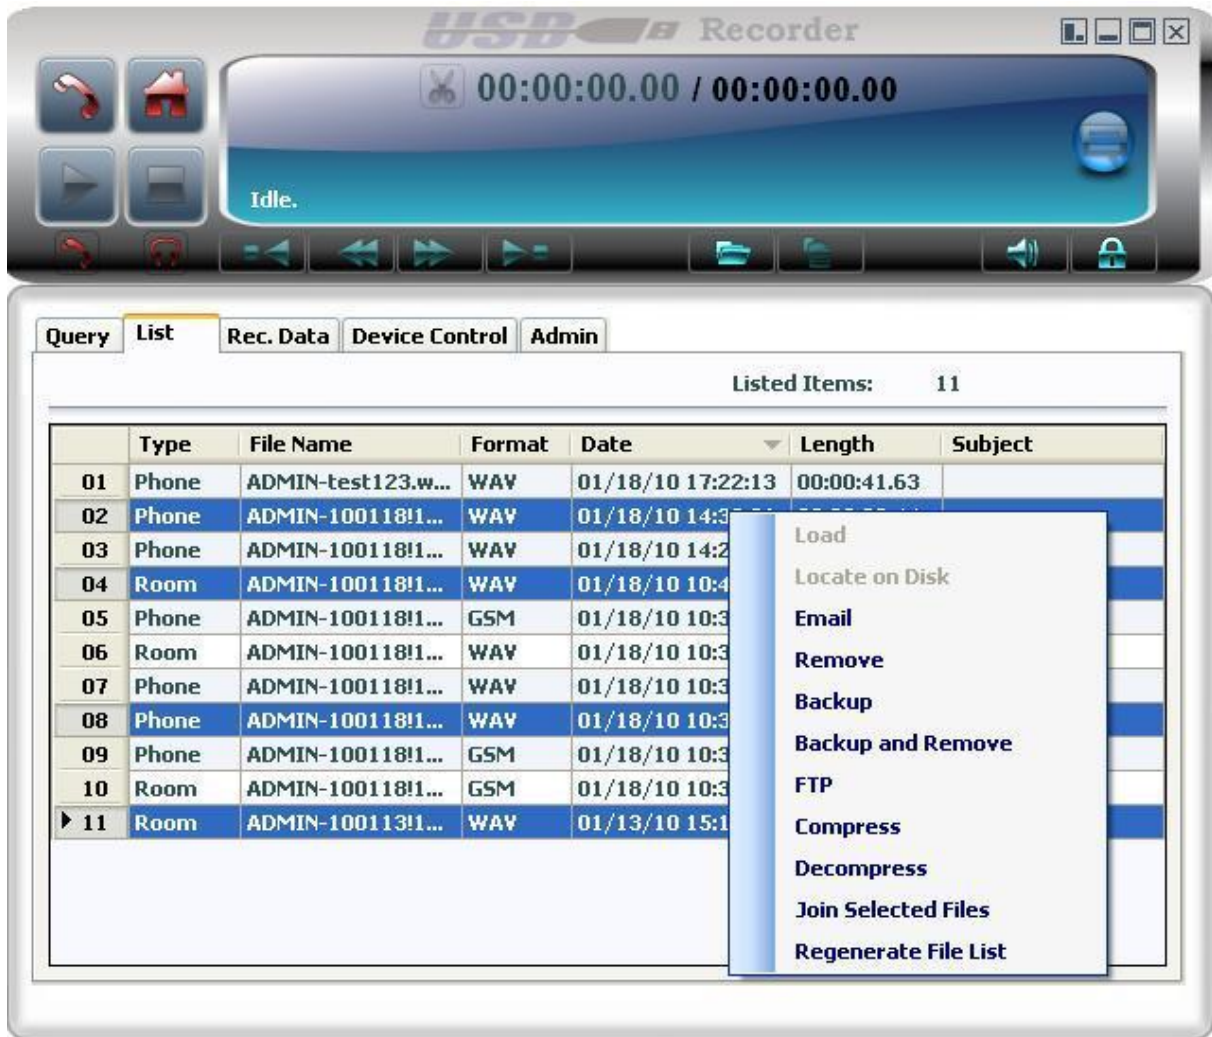 USB Recorder
00:00:00.00 / 00:00:00.00
Idle.
Query List Rec. Data Device Control Admin
Listed Items: 11
Type File Name Format Date Length Subject
01 Phone ADMIN-test123.w... WAV 01/18/10 17:22:13 00:00:41.63
02 Phone ADMIN-100118!1... WAV 01/18/10 14:3
03 Phone ADMIN-100118!1... WAV 01/18/10 14:2
04 Room ADMIN-100118!1... WAV 01/18/10 10:4
05 Phone ADMIN-100118!1... GSM 01/18/10 10:3
06 Room ADMIN-100118!1... WAV 01/18/10 10:3
07 Phone ADMIN-100118!1... WAV 01/18/10 10:3
08 Phone ADMIN-100118!1... WAV 01/18/10 10:3
09 Phone ADMIN-100118!1... GSM 01/18/10 10:3
10 Room ADMIN-100118!1... GSM 01/18/10 10:3
11 Room ADMIN-100113!1... WAV 01/13/10 15:1
Load
Locate on Disk
Email
Remove
Backup
Backup and Remove
FTP
Compress
Decompress
Join Selected Files
Regenerate File List